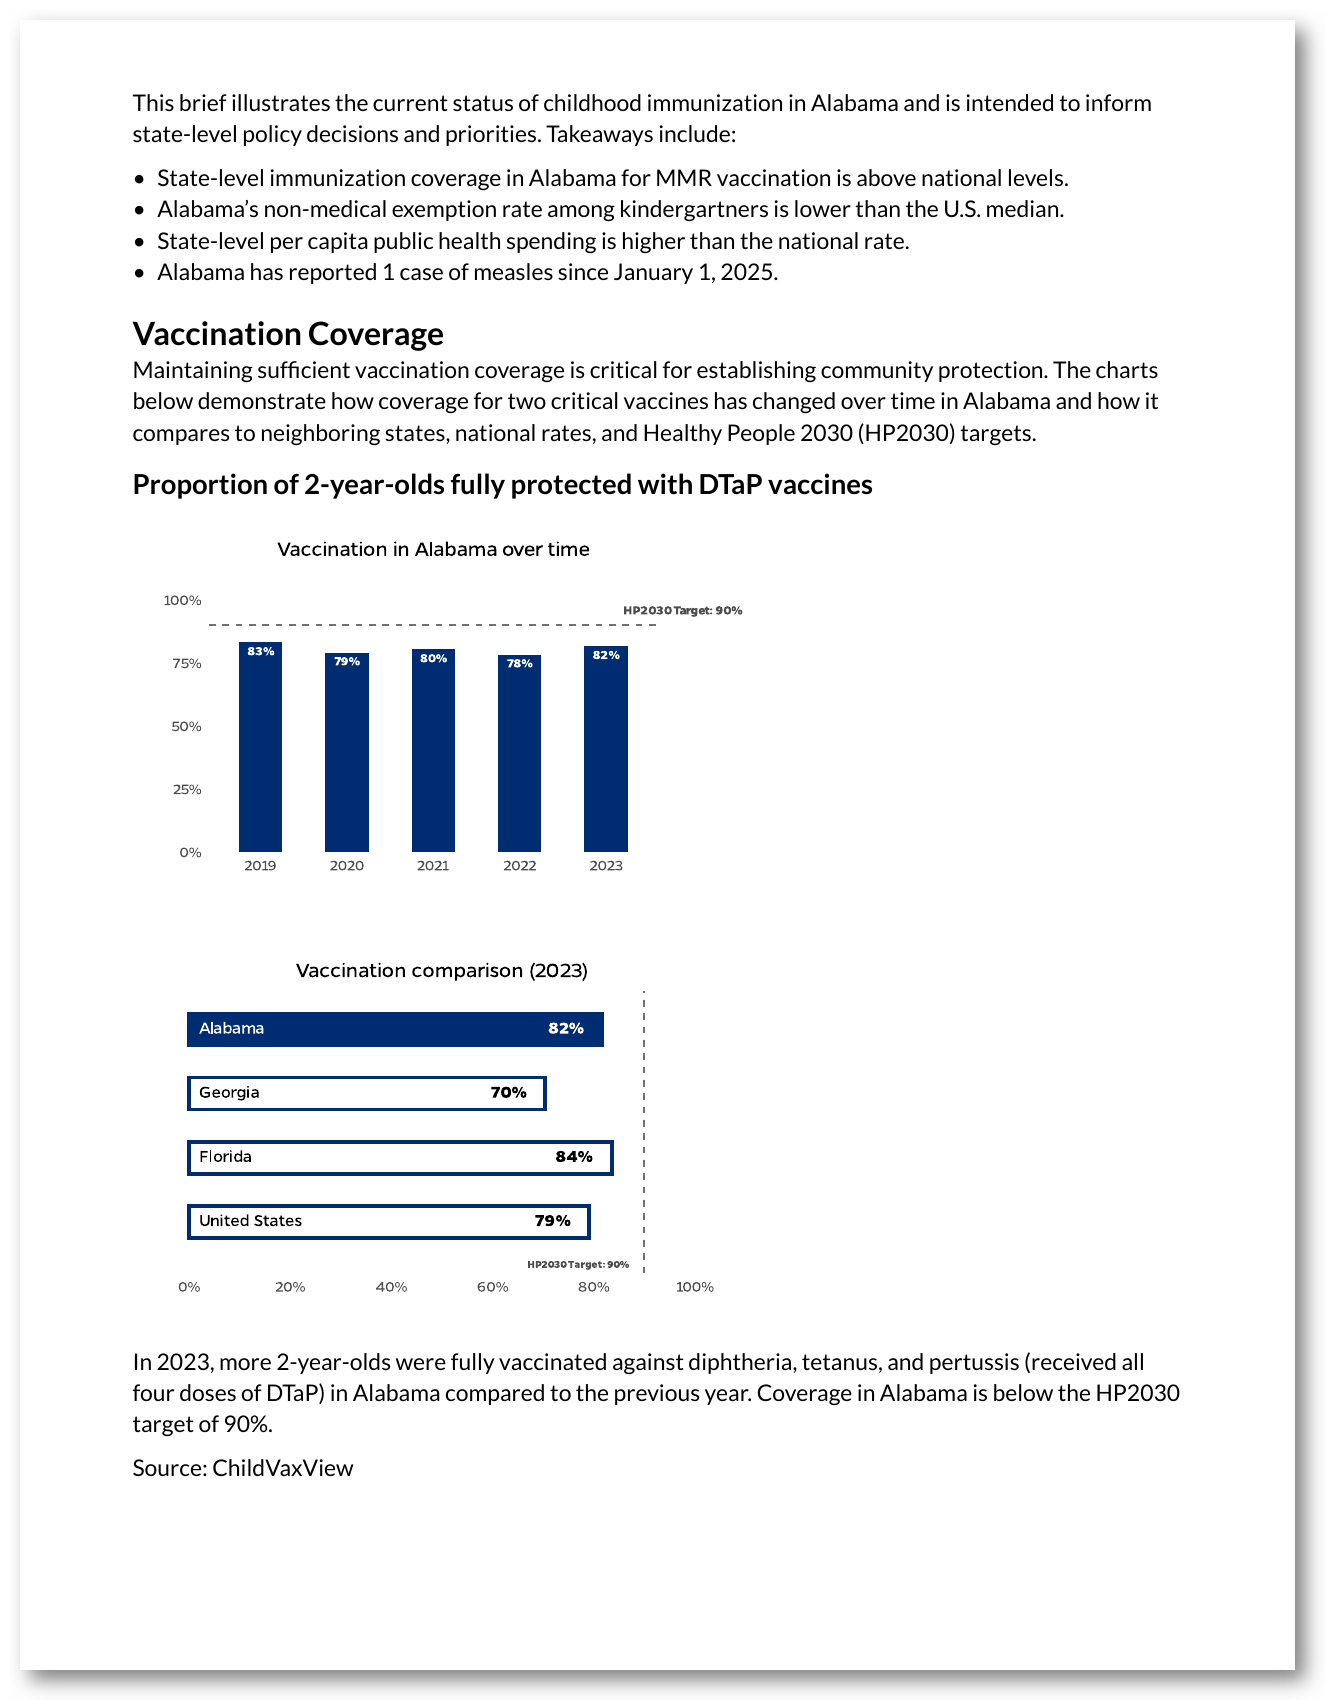 This brief illustrates the current status of childhood immunization in Alabama and is intended to inform
state-level policy decisions and priorities. Takeaways include:
• State-level immunization coverage in Alabama for MMR vaccination is above national levels.
• Alabama's non-medical exemption rate among kindergartners is lower than the U.S. median.
• State-level per capita public health spending is higher than the national rate.
• Alabama has reported 1 case of measles since January 1, 2025.
Vaccination Coverage
Maintaining sufficient vaccination coverage is critical for establishing community protection. The charts
below demonstrate how coverage for two critical vaccines has changed over time in Alabama and how it
compares to neighboring states, national rates, and Healthy People 2030 (HP2030) targets.
Proportion of 2-year-olds fully protected with DTaP vaccines
Vaccination in Alabama over time
100%
HP2030 Target: 90%
83% 79% 80% 78% 82%
75%
50%
25%
0%
2019 2020 2021 2022 2023
Vaccination comparison (2023)
Alabama 82%
Georgia 70%
Florida 84%
United States 79%
HP2030 Target: 90%
0% 20% 40% 60% 80% 100%
In 2023, more 2-year-olds were fully vaccinated against diphtheria, tetanus, and pertussis (received all
four doses of DTaP) in Alabama compared to the previous year. Coverage in Alabama is below the HP2030
target of 90%.
Source: ChildVaxView